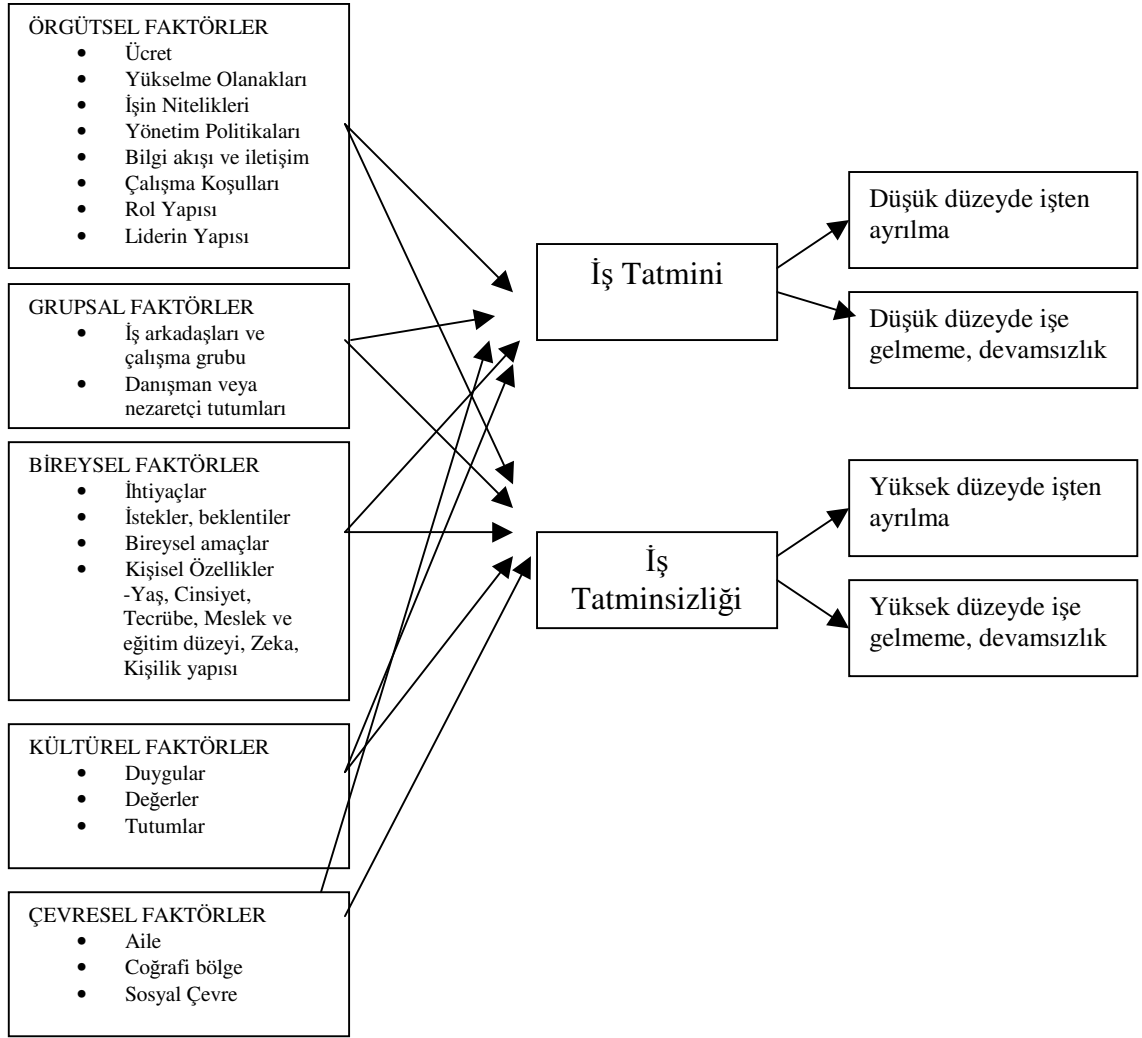 ÖRGÜTSEL FAKTÖRLER
• Ücret
• Yükselme Olanakları
• İşin Nitelikleri
• Yönetim Politikaları
• Bilgi akışı ve iletişim
• Çalışma Koşulları
• Rol Yapısı
• Liderin Yapısı
GRUPSAL FAKTÖRLER
• İş arkadaşları ve
çalışma grubu
• Danışman veya
nezaretçi tutumları
BİREYSEL FAKTÖRLER
• İhtiyaçlar
• İstekler, beklentiler
• Bireysel amaçlar
• Kişisel Özellikler
-Yaş, Cinsiyet,
Tecrübe, Meslek ve
eğitim düzeyi, Zeka,
Kişilik yapısı
KÜLTÜREL FAKTÖRLER
• Duygular
• Değerler
• Tutumlar
ÇEVRESEL FAKTÖRLER
• Aile
• Coğrafi bölge
• Sosyal Çevre
İş Tatmini
İş
Tatminsizliği
Düşük düzeyde işten
ayrılma
Düşük düzeyde işe
gelmeme, devamsızlık
Yüksek düzeyde işten
ayrılma
Yüksek düzeyde işe
gelmeme, devamsızlık